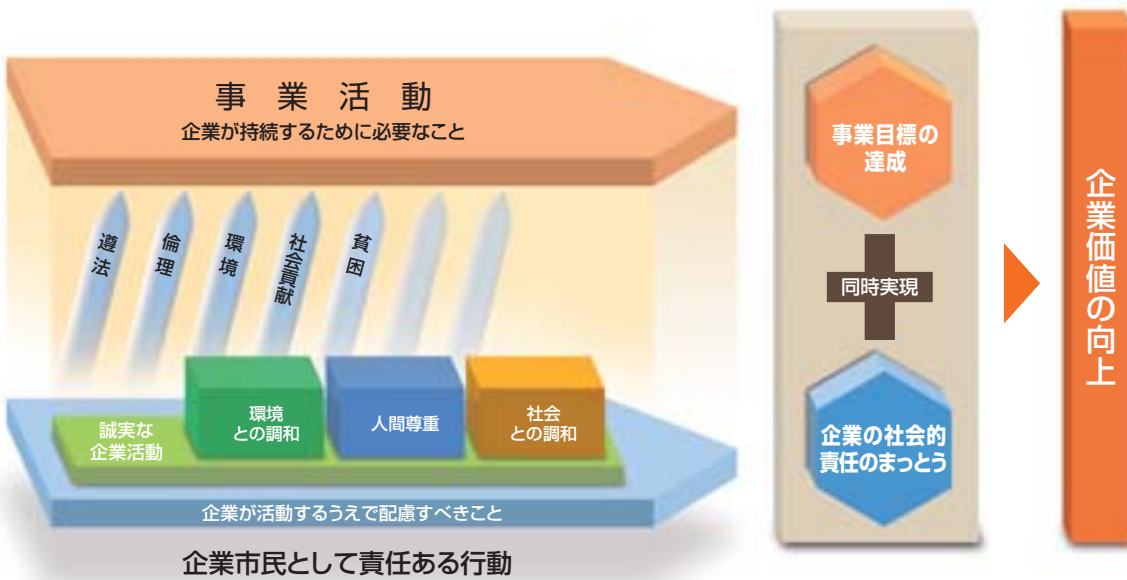 事業活動
企業が持続するために必要なこと
遵法
倫理
環境
社会貢献
貧困
誠実な
企業活動
環境
との調和
人間尊重
社会
との調和
企業が活動するうえで配慮すべきこと
企業市民として責任ある行動
事業目標の
達成
同時実現
企業の社会的
責任のまっとう
企業価値の向上